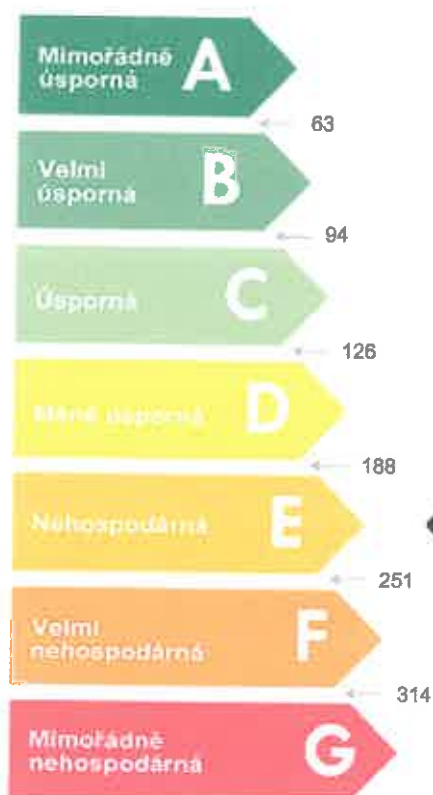 Mimořádně
úsporná
A
63
Velmi
úsporná
B
94
Úsporná
C
126
Méně úsporná
D
188
Nehospodárná
E
251
Velmi
nehospodárná
F
314
Mimořádně
nehospodárná
G